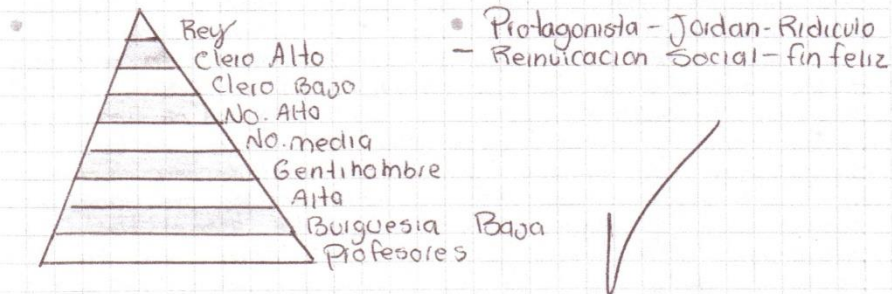 Rey
Clero Alto
Clero Bajo
No. Alto
No. media
Gentihombre
Alta
Burguesia Baja
Profesores
• Protagonista - Jordan - Ridiculo
- Reinvicacion Social - fin feliz